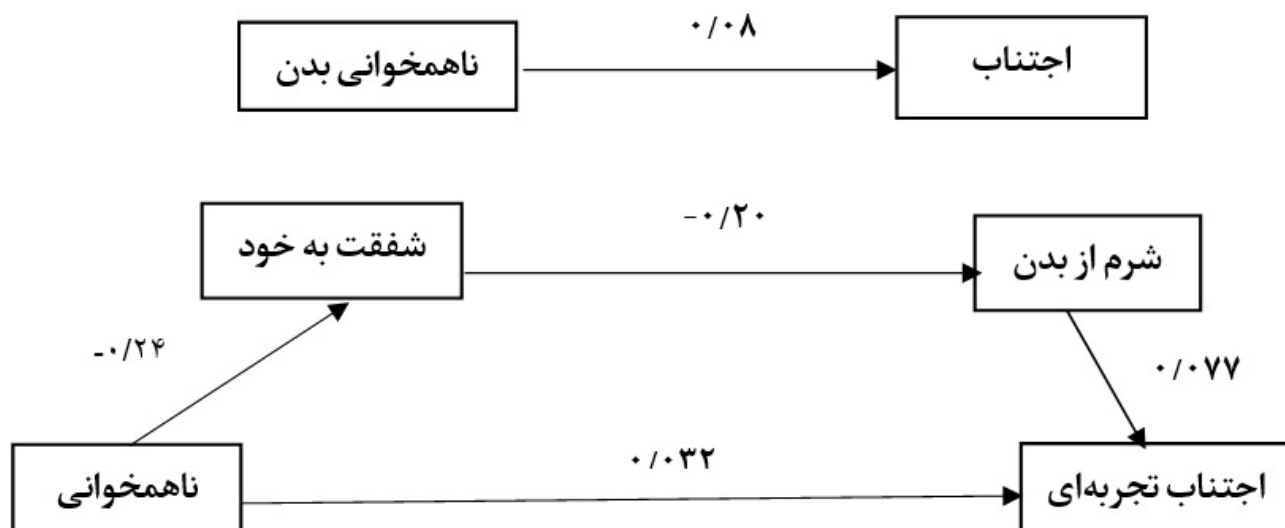 ۰/۰۸
ناهمخوانی بدن
اجتناب
-۰/۲۰
شفقت به خود
شرم از بدن
-۰/۲۴
۰/۰۷۷
۰/۰۳۲
ناهمخوانی
اجتناب تجربه‌ای